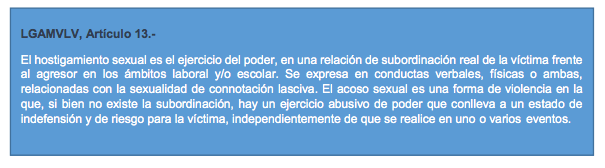 LGAMVLV, Artículo 13.-
El hostigamiento sexual es el ejercicio del poder, en una relación de subordinación real de la víctima frente
al agresor en los ámbitos laboral y/o escolar. Se expresa en conductas verbales, físicas o ambas,
relacionadas con la sexualidad de connotación lasciva. El acoso sexual es una forma de violencia en la
que, si bien no existe la subordinación, hay un ejercicio abusivo de poder que conlleva a un estado de
indefensión y de riesgo para la víctima, independientemente de que se realice en uno o varios eventos.